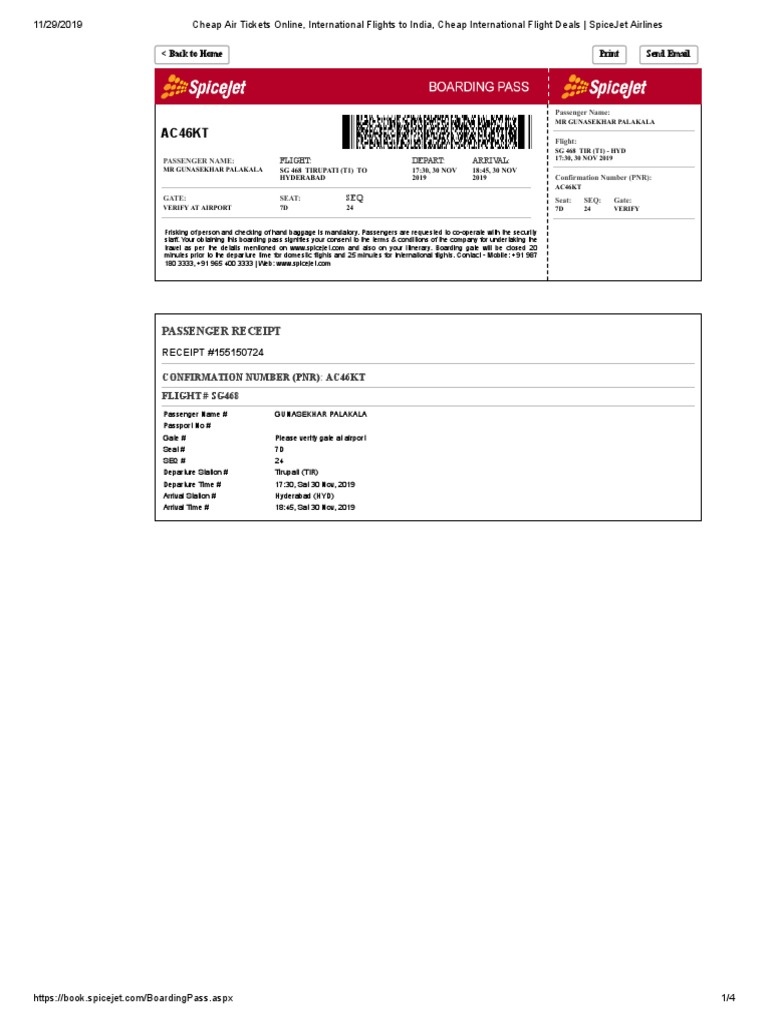 11/29/2019 Cheap Air Tickets Online, International Flights to India, Cheap International Flight Deals | SpiceJet Airlines
< Back to Home Print Send Email
SpiceJet BOARDING PASS SpiceJet
AC46KT
PASSENGER NAME: FLIGHT: DEPART: ARRIVAL:
MR GUNASEKHAR PALAKALA SG 468 TIRUPATI (T1) TO 17:30, 30 NOV 18:45, 30 NOV
HYDERABAD 2019 2019
GATE: SEAT: SEQ
VERIFY AT AIRPORT 7D 24
Frisking of person and checking of hand baggage is mandatory. Passengers are requested to co-operate with the security
staff. Your obtaining this boarding pass signifies your consent to the terms & conditions of the company for undertaking the
travel as per the details mentioned on www.spicejet.com and also on your itinerary. Boarding gate will be closed 20
minutes prior to the departure time for domestic flights and 25 minutes for international flights. Contact - Mobile: +91 987
180 3333, +91 965 400 3333 | Web: www.spicejet.com
Passenger Name:
MR GUNASEKHAR PALAKALA
Flight:
SG 468 TIR (T1) - HYD
17:30, 30 NOV 2019
Confirmation Number (PNR):
AC46KT
Seat: SEQ: Gate:
7D 24 VERIFY
PASSENGER RECEIPT
RECEIPT #155150724
CONFIRMATION NUMBER (PNR): AC46KT
FLIGHT# SG468
Passenger Name # GUNASEKHAR PALAKALA
Passport No #
Gate # Please verify gate at airport
Seat # 7D
SEQ # 24
Departure Station # Tirupati (TIR)
Departure Time # 17:30, Sat 30 Nov, 2019
Arrival Station # Hyderabad (HYD)
Arrival Time # 18:45, Sat 30 Nov, 2019
https://book.spicejet.com/BoardingPass.aspx 1/4